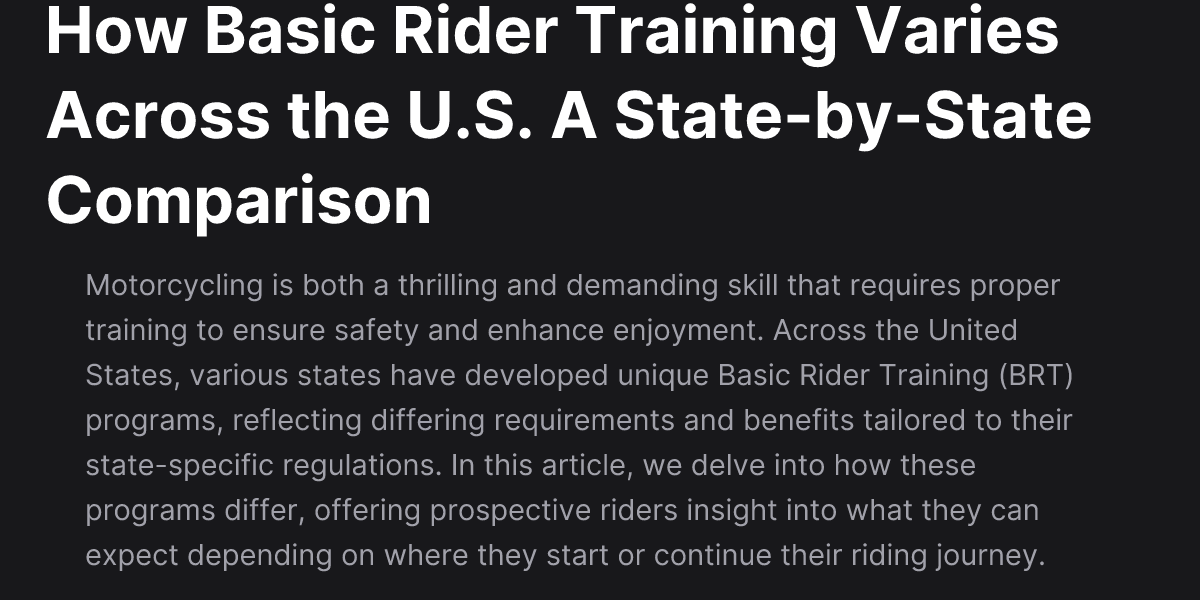 How Basic Rider Training Varies
Across the U.S. A State-by-State
Comparison
Motorcycling is both a thrilling and demanding skill that requires proper
training to ensure safety and enhance enjoyment. Across the United
States, various states have developed unique Basic Rider Training (BRT)
programs, reflecting differing requirements and benefits tailored to their
state-specific regulations. In this article, we delve into how these
programs differ, offering prospective riders insight into what they can
expect depending on where they start or continue their riding journey.